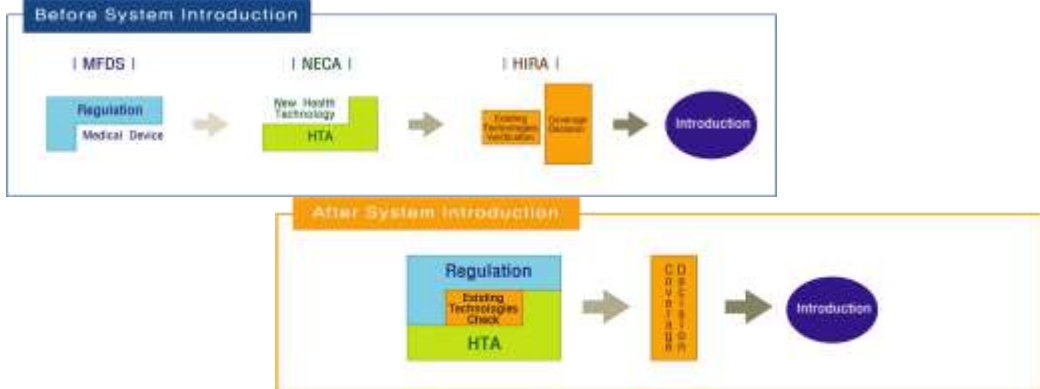 Before System Introduction
| MFDS |
| NECA |
| HIRA |
Regulation
Medical Device
New Health
Technology
HTA
Existing
Technologies
Verification
Coverage
Decision
Introduction
After System Introduction
Regulation
Existing
Technologies
Check
HTA
Coverage
Decision
Introduction